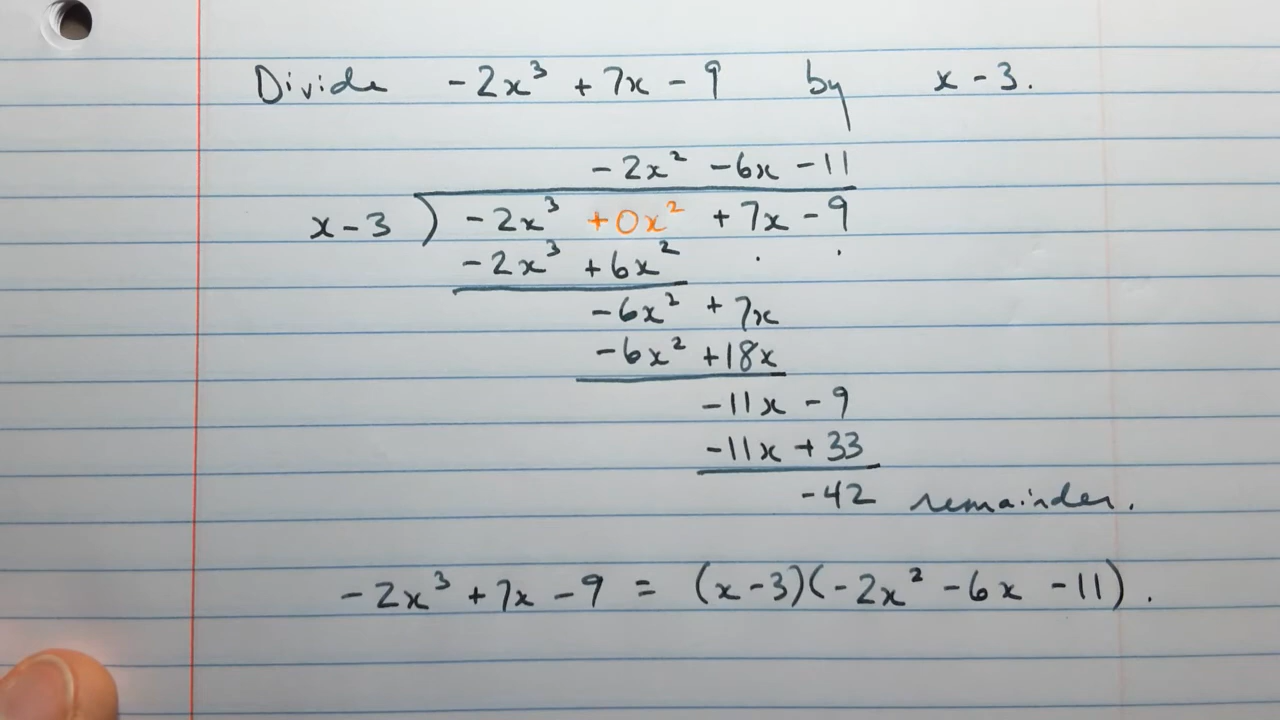 Divide -2x³ + 7x - 9 by x - 3.
-2x² - 6x - 11
x - 3 ) -2x³ + 0x² + 7x - 9
-2x³ + 6x²
-6x² + 7x
-6x² + 18x
-11x - 9
-11x + 33
-42 remainder.
-2x³ + 7x - 9 = (x - 3)(-2x² - 6x - 11).